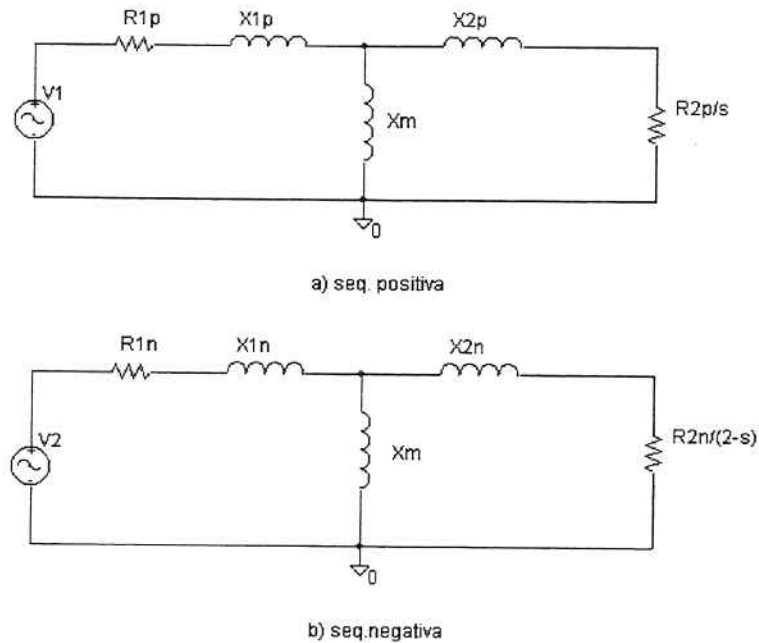 R1p X1p X2p
V1
Xm
R2p/s
0
a) seq. positiva
R1n X1n X2n
V2
Xm
R2n/(2-s)
0
b) seq.negativa